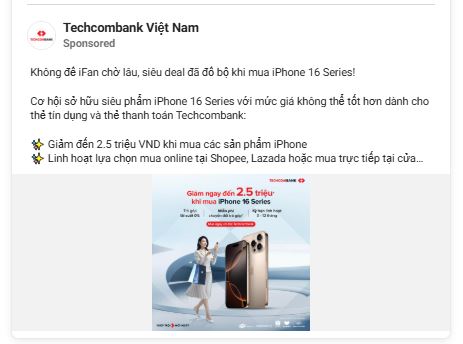 Techcombank Việt Nam
Sponsored
Không để iFan chờ lâu, siêu deal đã đổ bộ khi mua iPhone 16 Series!
Cơ hội sở hữu siêu phẩm iPhone 16 Series với mức giá không thể tốt hơn dành cho
thẻ tín dụng và thẻ thanh toán Techcombank:
✨ Giảm đến 2.5 triệu VND khi mua các sản phẩm iPhone
✨ Linh hoạt lựa chọn mua online tại Shopee, Lazada hoặc mua trực tiếp tại cửa...
TECHCOMBANK
Giảm ngay đến 2.5 triệu*
khi mua iPhone 16 Series
Trả góp Miễn phí Kỳ hạn linh hoạt
lãi suất 0% chuyển đổi trả góp 3 - 12 tháng